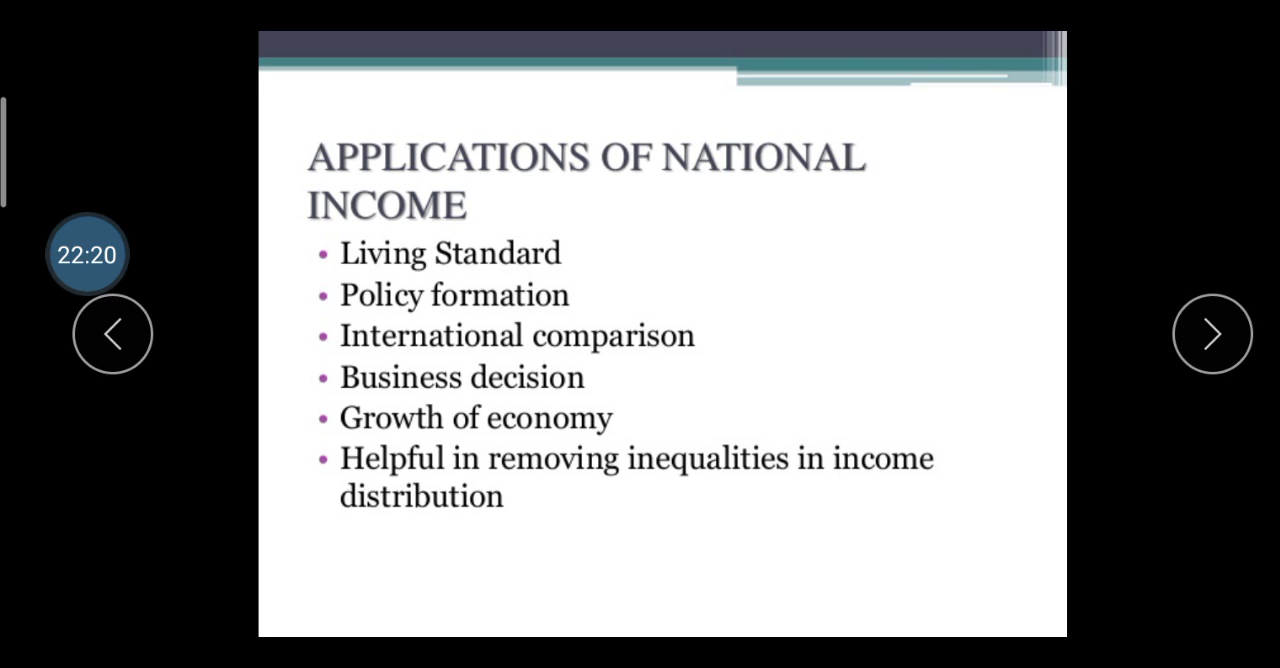 APPLICATIONS OF NATIONAL
INCOME
• Living Standard
• Policy formation
• International comparison
• Business decision
• Growth of economy
• Helpful in removing inequalities in income
distribution
22:20